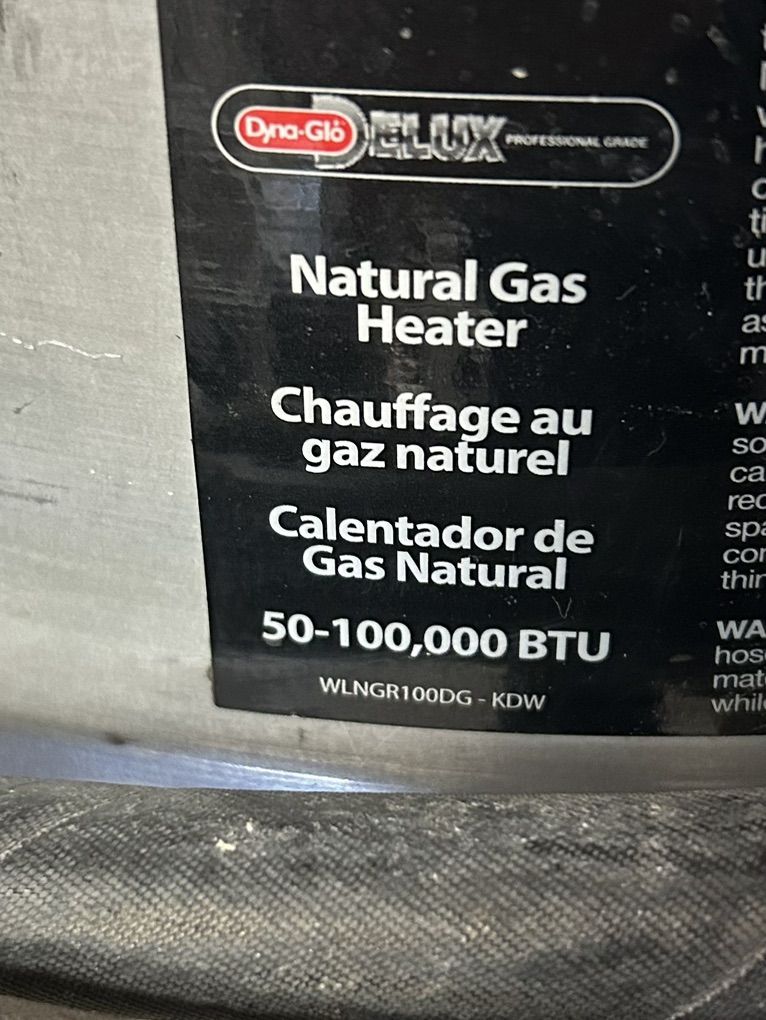 Dyna-Glo DELUX PROFESSIONAL GRADE
Natural Gas
Heater
Chauffage au
gaz naturel
Calentador de
Gas Natural
50-100,000 BTU
WLNGR100DG - KDW